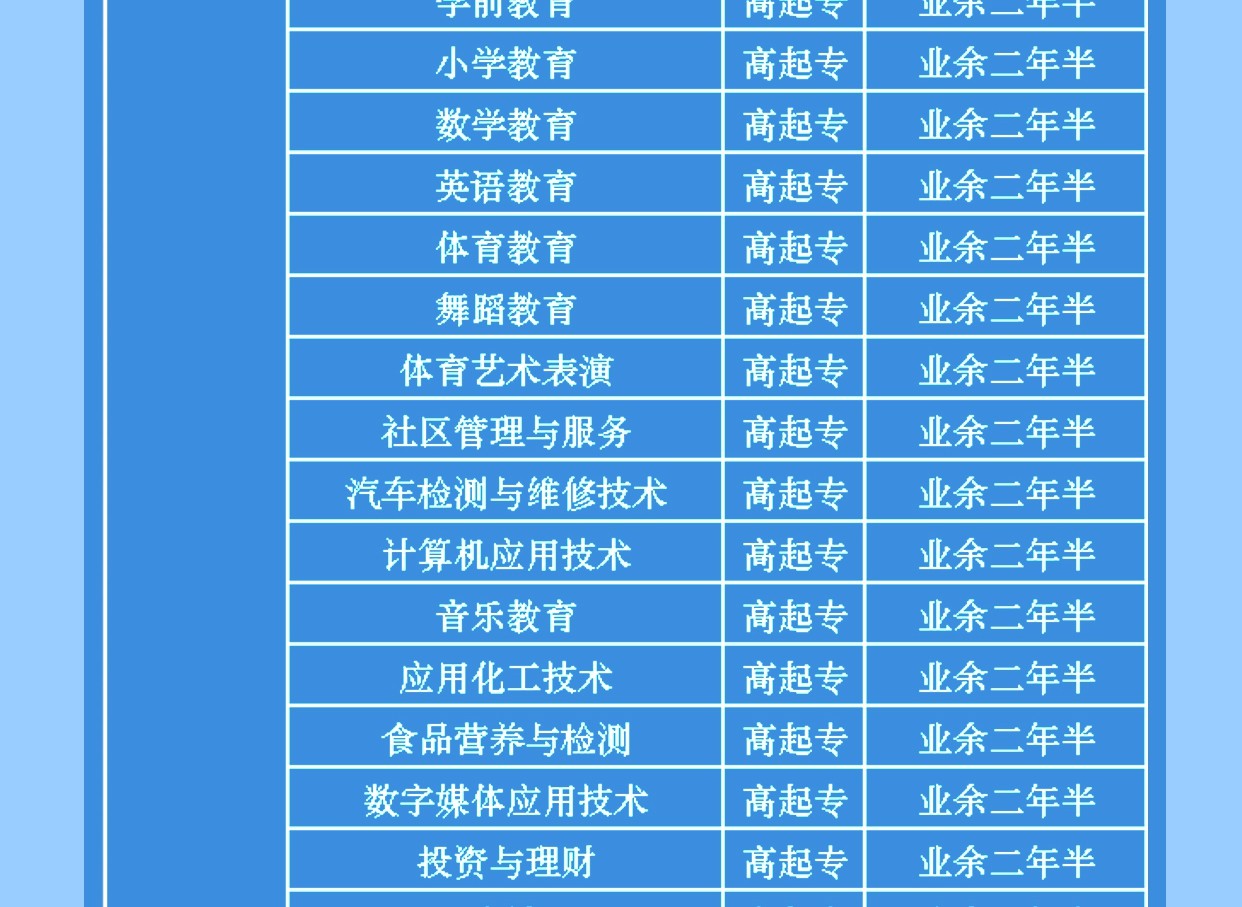 学前教育 高起专 业余二年半
小学教育 高起专 业余二年半
数学教育 高起专 业余二年半
英语教育 高起专 业余二年半
体育教育 高起专 业余二年半
舞蹈教育 高起专 业余二年半
体育艺术表演 高起专 业余二年半
社区管理与服务 高起专 业余二年半
汽车检测与维修技术 高起专 业余二年半
计算机应用技术 高起专 业余二年半
音乐教育 高起专 业余二年半
应用化工技术 高起专 业余二年半
食品营养与检测 高起专 业余二年半
数字媒体应用技术 高起专 业余二年半
投资与理财 高起专 业余二年半